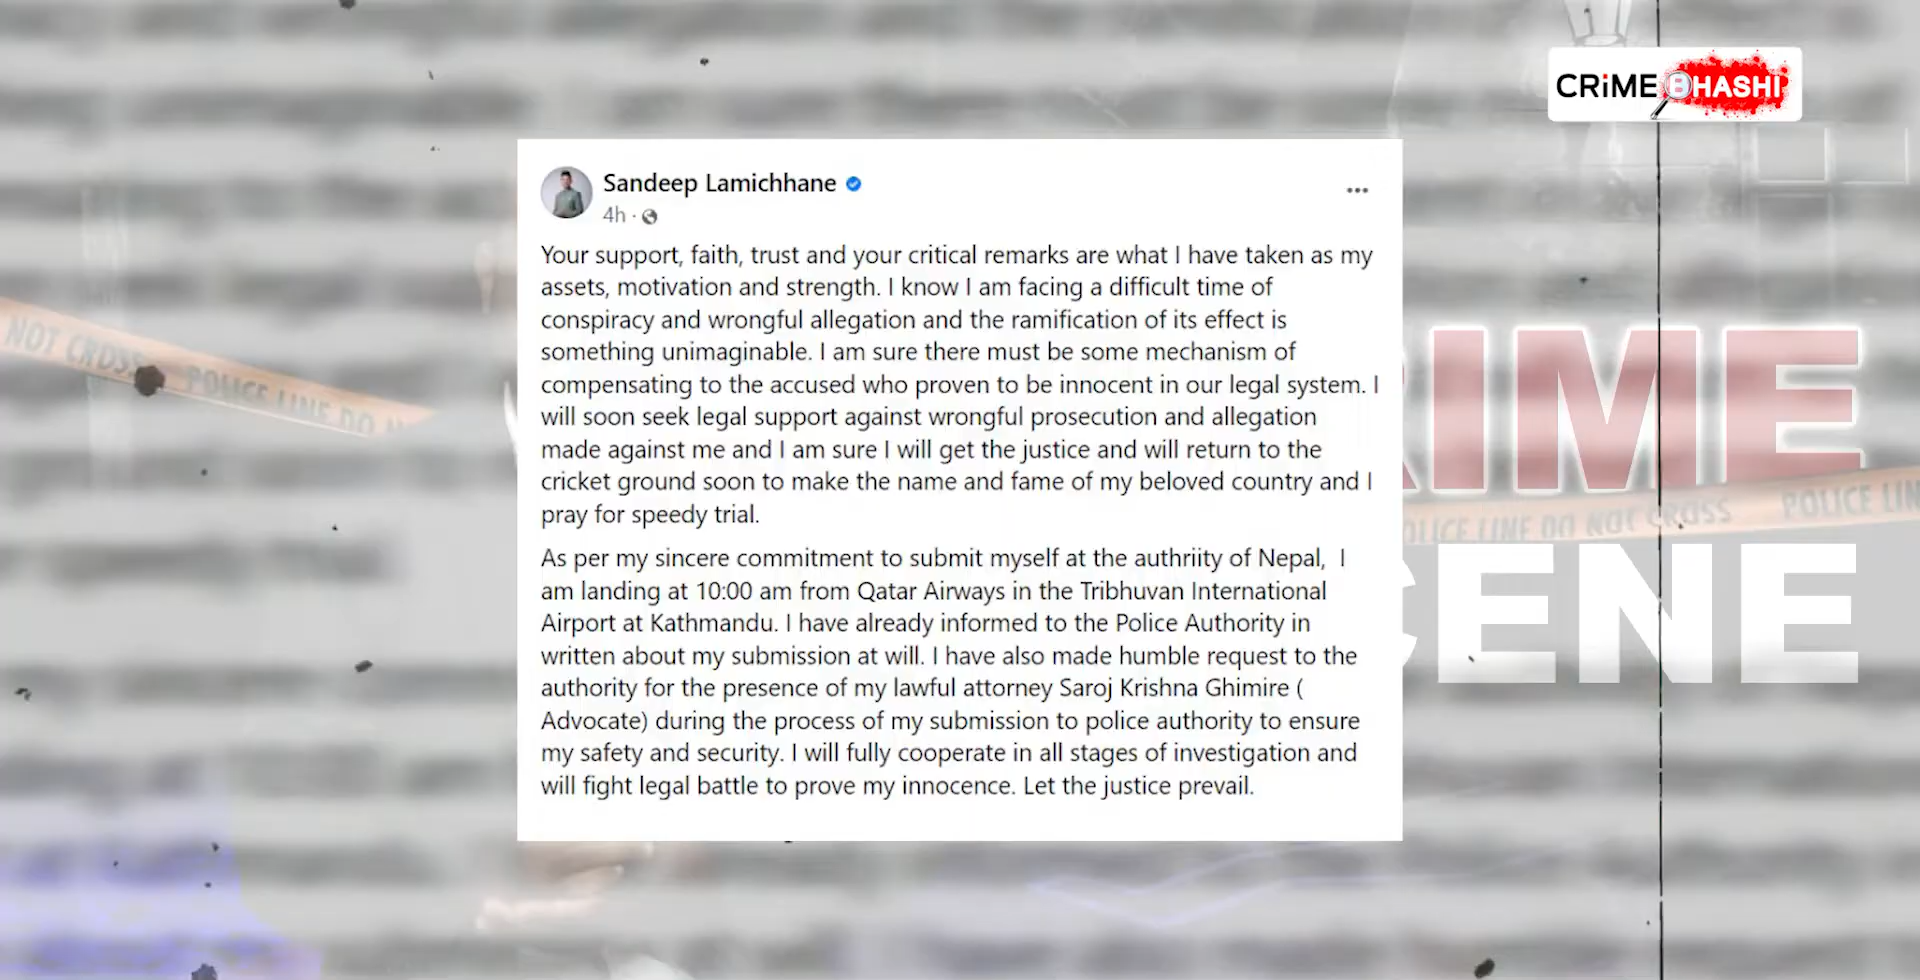 CRiME BHASHI
Sandeep Lamichhane
4h ·
Your support, faith, trust and your critical remarks are what I have taken as my
assets, motivation and strength. I know I am facing a difficult time of
conspiracy and wrongful allegation and the ramification of its effect is
something unimaginable. I am sure there must be some mechanism of
compensating to the accused who proven to be innocent in our legal system. I
will soon seek legal support against wrongful prosecution and allegation
made against me and I am sure I will get the justice and will return to the
cricket ground soon to make the name and fame of my beloved country and I
pray for speedy trial.
As per my sincere commitment to submit myself at the authriity of Nepal, I
am landing at 10:00 am from Qatar Airways in the Tribhuvan International
Airport at Kathmandu. I have already informed to the Police Authority in
written about my submission at will. I have also made humble request to the
authority for the presence of my lawful attorney Saroj Krishna Ghimire (
Advocate) during the process of my submission to police authority to ensure
my safety and security. I will fully cooperate in all stages of investigation and
will fight legal battle to prove my innocence. Let the justice prevail.
NOT CROSS POLICE LINE DO N
RIME
OLICE LINE DO NOT CROSS POLICE LIN
CENE